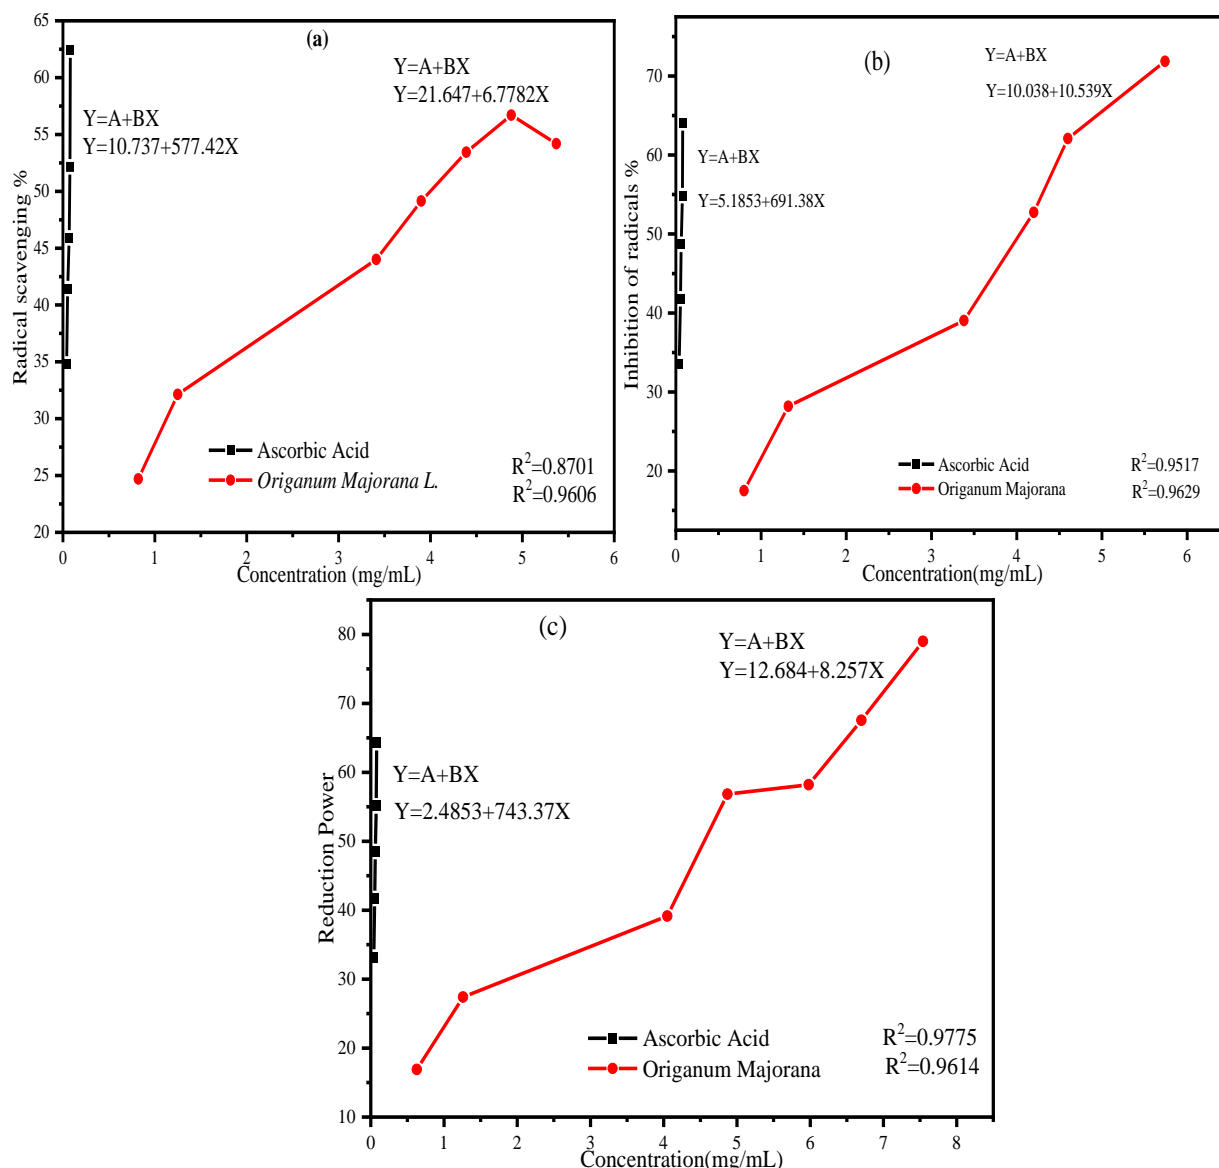 (a)
Y=A+BX
Y=21.647+6.7782X
Y=A+BX
Y=10.737+577.42X
Radical scavenging %
65
60
55
50
45
40
35
30
25
20
Ascorbic Acid
Origanum Majorana L.
R²=0.8701
R²=0.9606
0 1 2 3 4 5 6
Concentration (mg/mL)
(b)
Y=A+BX
Y=10.038+10.539X
Y=A+BX
Y=5.1853+691.38X
Inhibition of radicals %
70
60
50
40
30
20
Ascorbic Acid
Origanum Majorana
R²=0.9517
R²=0.9629
0 1 2 3 4 5 6
Concentration(mg/mL)
(c)
Y=A+BX
Y=12.684+8.257X
Y=A+BX
Y=2.4853+743.37X
Reduction Power
80
70
60
50
40
30
20
10
Ascorbic Acid
Origanum Majorana
R²=0.9775
R²=0.9614
0 1 2 3 4 5 6 7 8
Concentration(mg/mL)